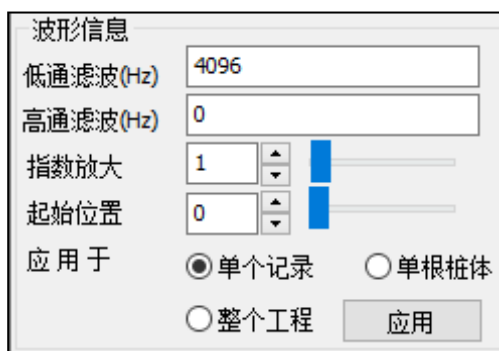 波形信息
低通滤波(Hz) 4096
高通滤波(Hz) 0
指数放大 1
起始位置 0
应用于 单个记录 单根桩体
整个工程 应用